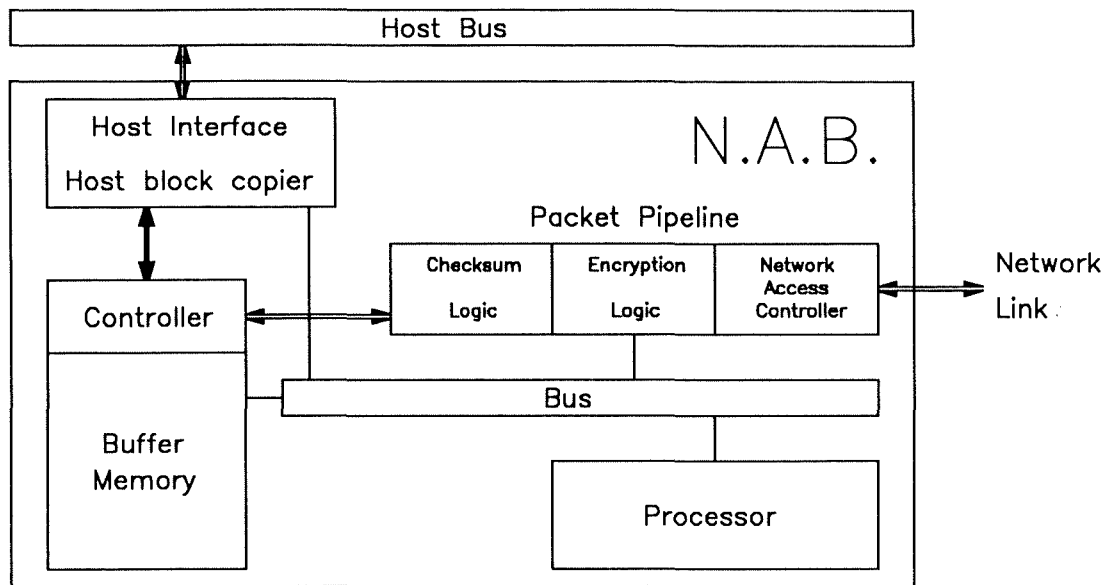 Host Bus
Host Interface
Host block copier
N.A.B.
Packet Pipeline
Checksum
Logic
Encryption
Logic
Network
Access
Controller
Network
Link
Controller
Bus
Buffer
Memory
Processor